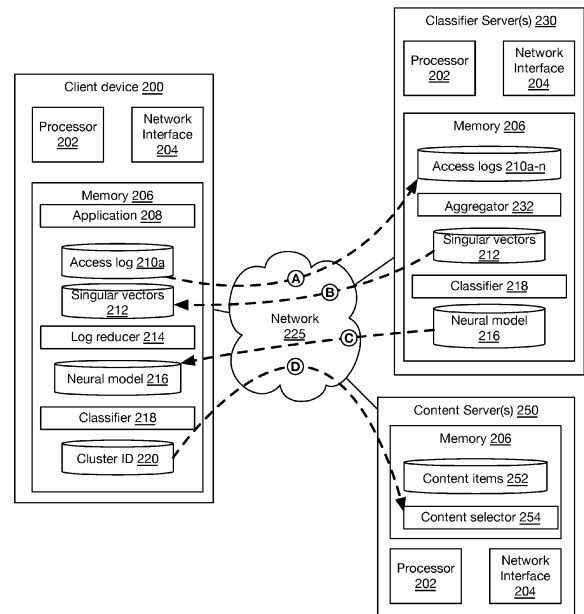 Client device 200
Processor
202
Network
Interface
204
Memory 206
Application 208
Access log 210a
Singular vectors
212
Log reducer 214
Neural model 216
Classifier 218
Cluster ID 220
A
B
Network
225
C
D
Classifier Server(s) 230
Processor
202
Network
Interface
204
Memory 206
Access logs 210a-n
Aggregator 232
Singular vectors
212
Classifier 218
Neural model
216
Content Server(s) 250
Memory 206
Content items 252
Content selector 254
Processor
202
Network
Interface
204